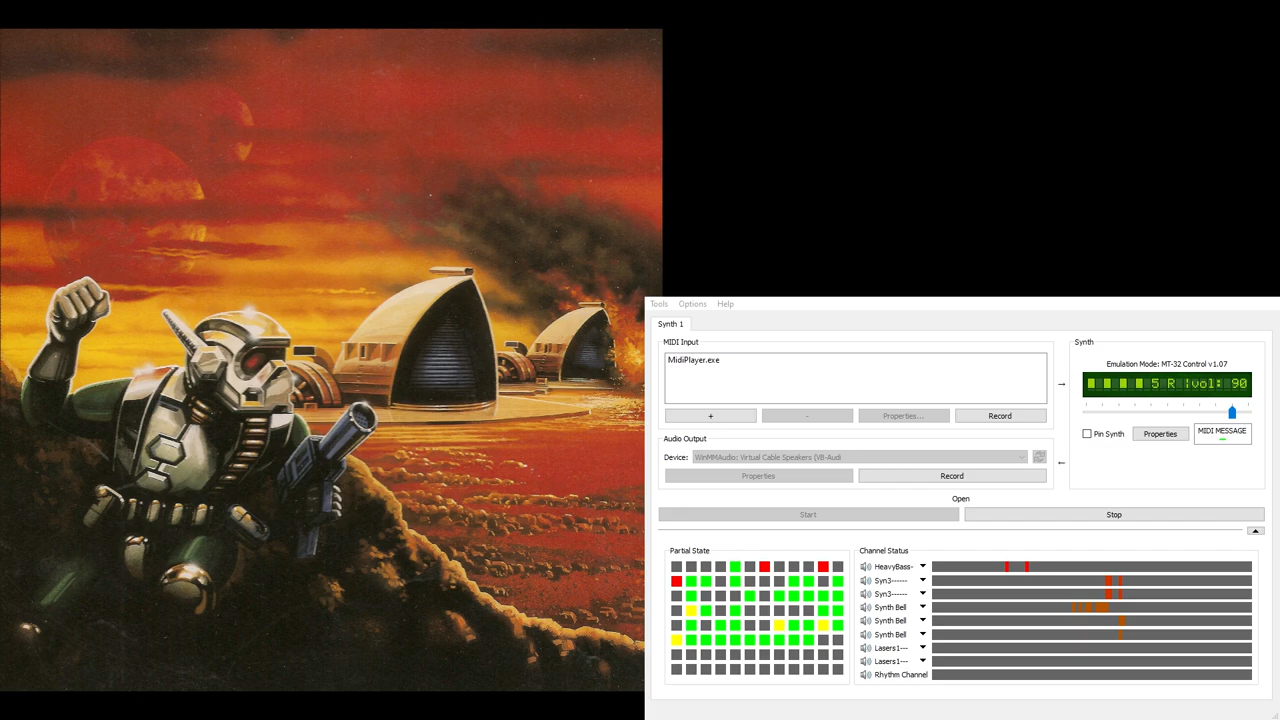 Tools Options Help
Synth 1
MIDI Input
MidiPlayer.exe
+ - Properties... Record
Audio Output
Device: WinMMAudio: Virtual Cable Speakers (VB-Audi
Properties Record
Synth
Emulation Mode: MT-32 Control v1.07
5 R |vol: 90
Pin Synth Properties MIDI MESSAGE
Open
Start Stop
Partial State
Channel Status
HeavyBass-
Syn3------
Syn3------
Synth Bell
Synth Bell
Synth Bell
Lasers1---
Lasers1---
Rhythm Channel